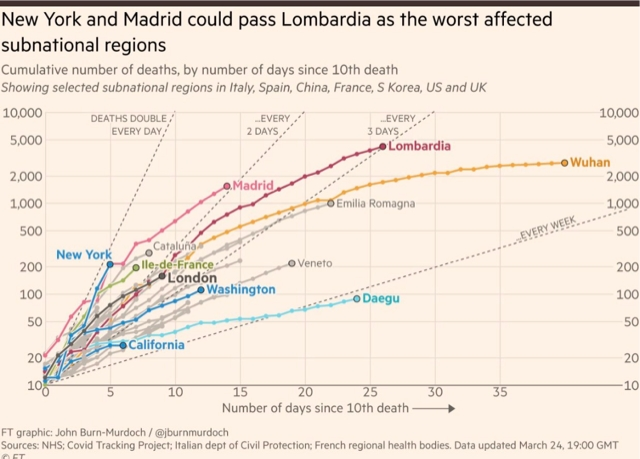 New York and Madrid could pass Lombardia as the worst affected
subnational regions
Cumulative number of deaths, by number of days since 10th death
Showing selected subnational regions in Italy, Spain, China, France, S Korea, US and UK
10,000
DEATHS DOUBLE
EVERY DAY
...EVERY
2 DAYS
...EVERY
3 DAYS
10,000
5,000
5,000
Lombardia
Wuhan
2,000
Madrid
2,000
1,000
Emilia Romagna
1,000
500
...EVERY WEEK
500
Cataluña
New York
Ile-de-France
200
London
Veneto
200
100
Washington
Daegu
100
50
50
California
20
20
10
10
0
5
10
15
20
25
30
35
Number of days since 10th death
FT graphic: John Burn-Murdoch / @jburnmurdoch
Sources: NHS; Covid Tracking Project; Italian dept of Civil Protection; French regional health bodies. Data updated March 24, 19:00 GMT
© FT